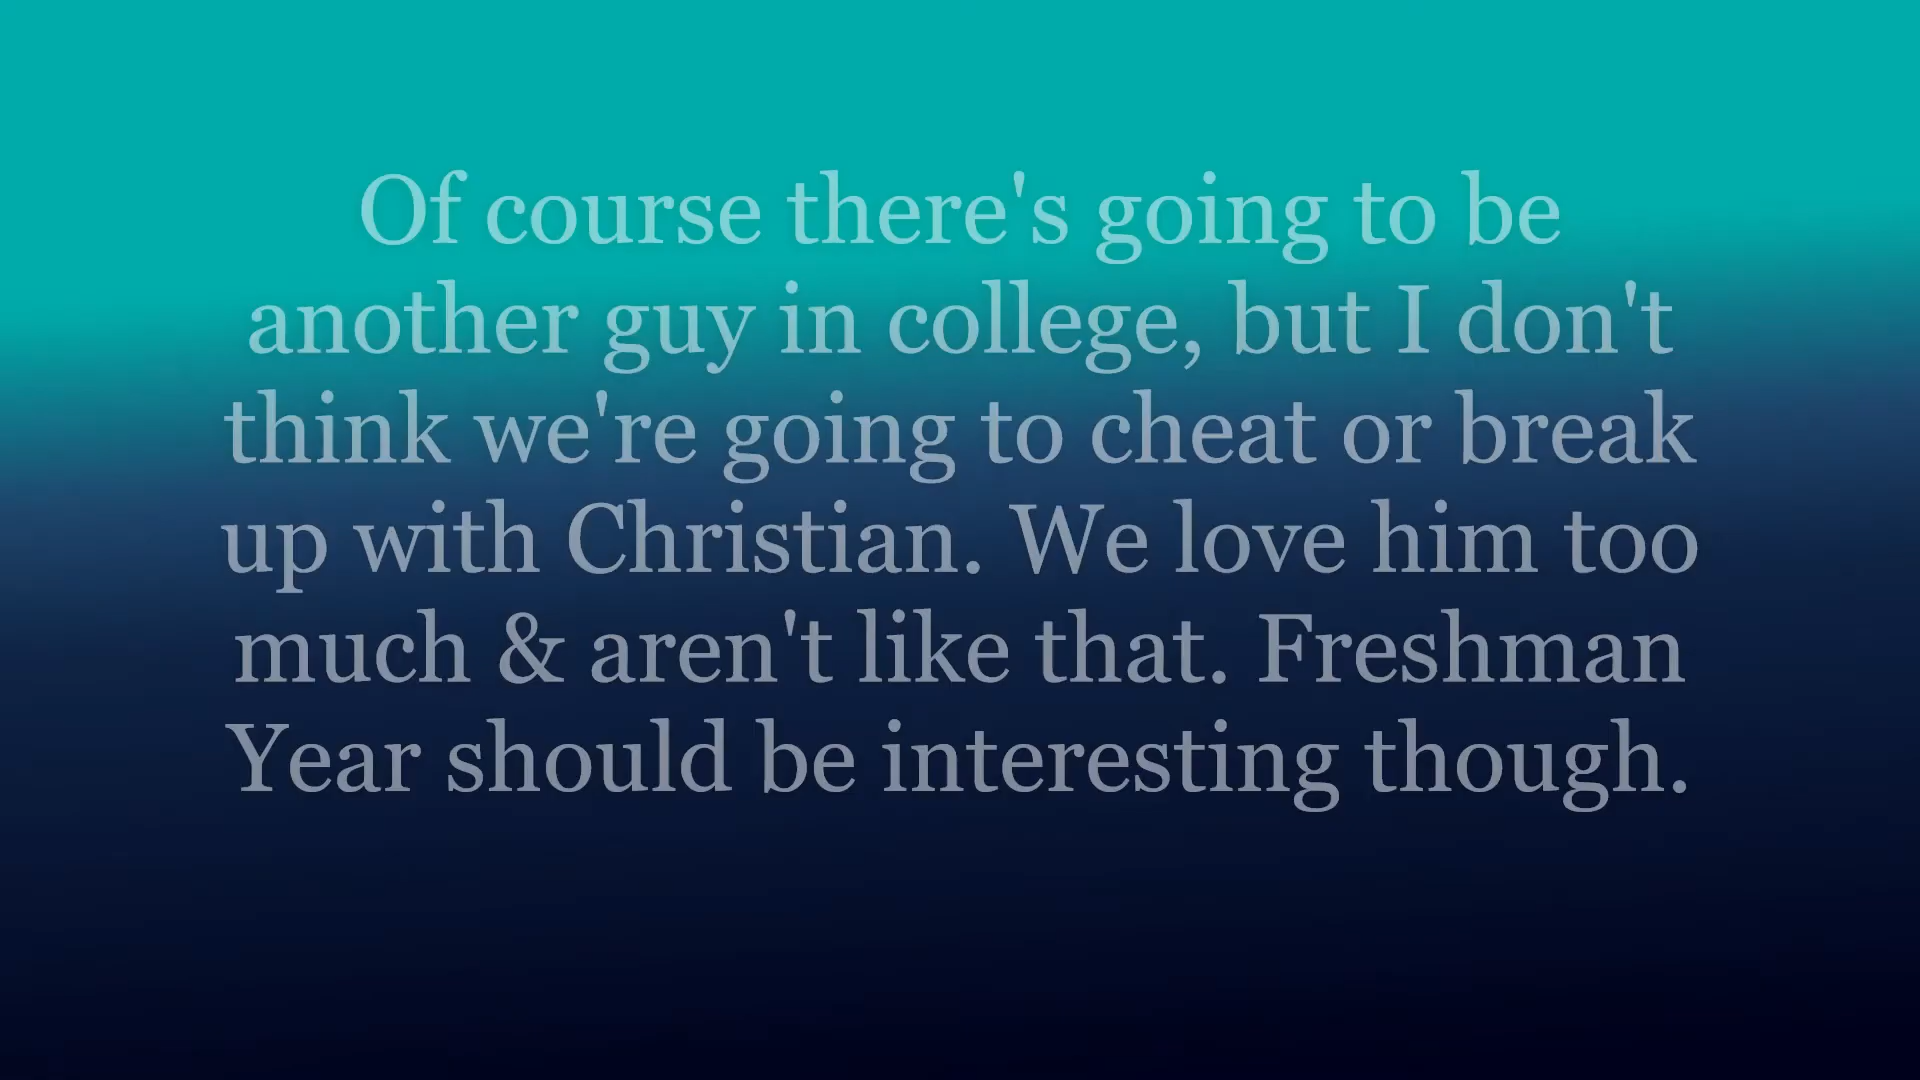 Of course there's going to be
another guy in college, but I don't
think we're going to cheat or break
up with Christian. We love him too
much & aren't like that. Freshman
Year should be interesting though.